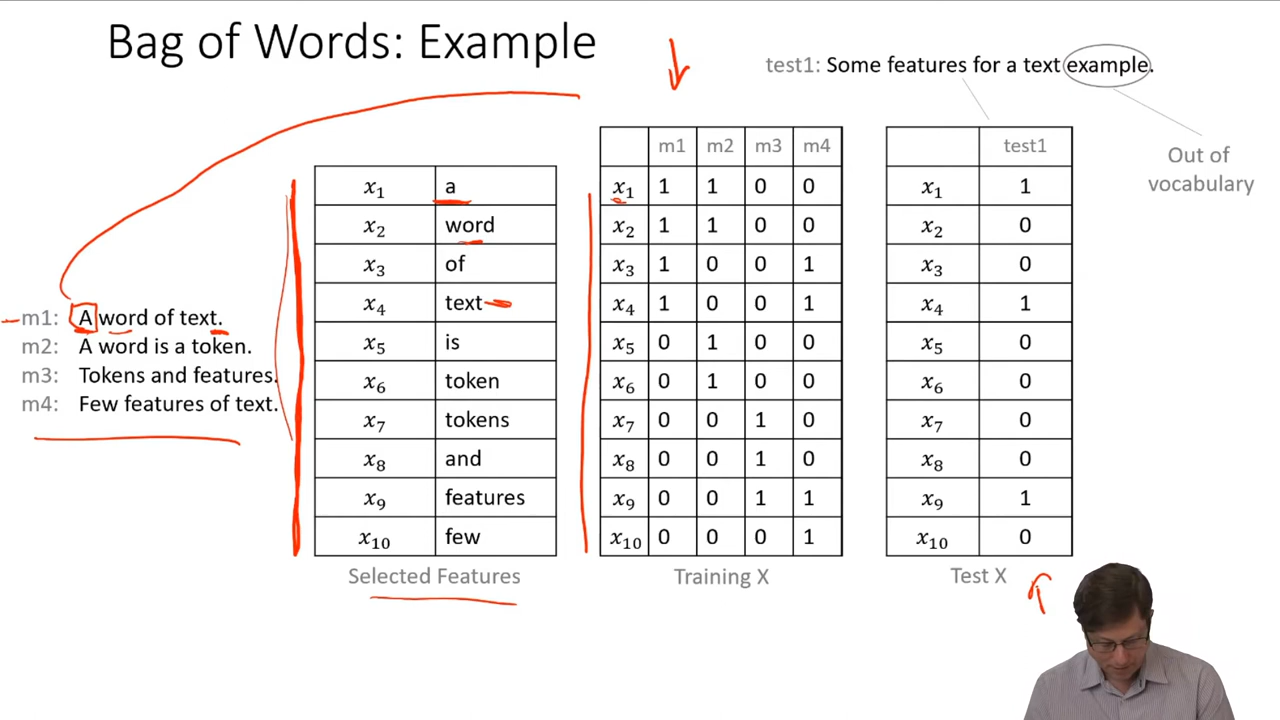 Bag of Words: Example
test1: Some features for a text example.
Out of
vocabulary
m1: A word of text.
m2: A word is a token.
m3: Tokens and features.
m4: Few features of text.
x1 a
x2 word
x3 of
x4 text
x5 is
x6 token
x7 tokens
x8 and
x9 features
x10 few
Selected Features
m1 m2 m3 m4
x1 1 1 0 0
x2 1 1 0 0
x3 1 0 0 1
x4 1 0 0 1
x5 0 1 0 0
x6 0 1 0 0
x7 0 0 1 0
x8 0 0 1 0
x9 0 0 1 1
x10 0 0 0 1
Training X
test1
x1 1
x2 0
x3 0
x4 1
x5 0
x6 0
x7 0
x8 0
x9 1
x10 0
Test X